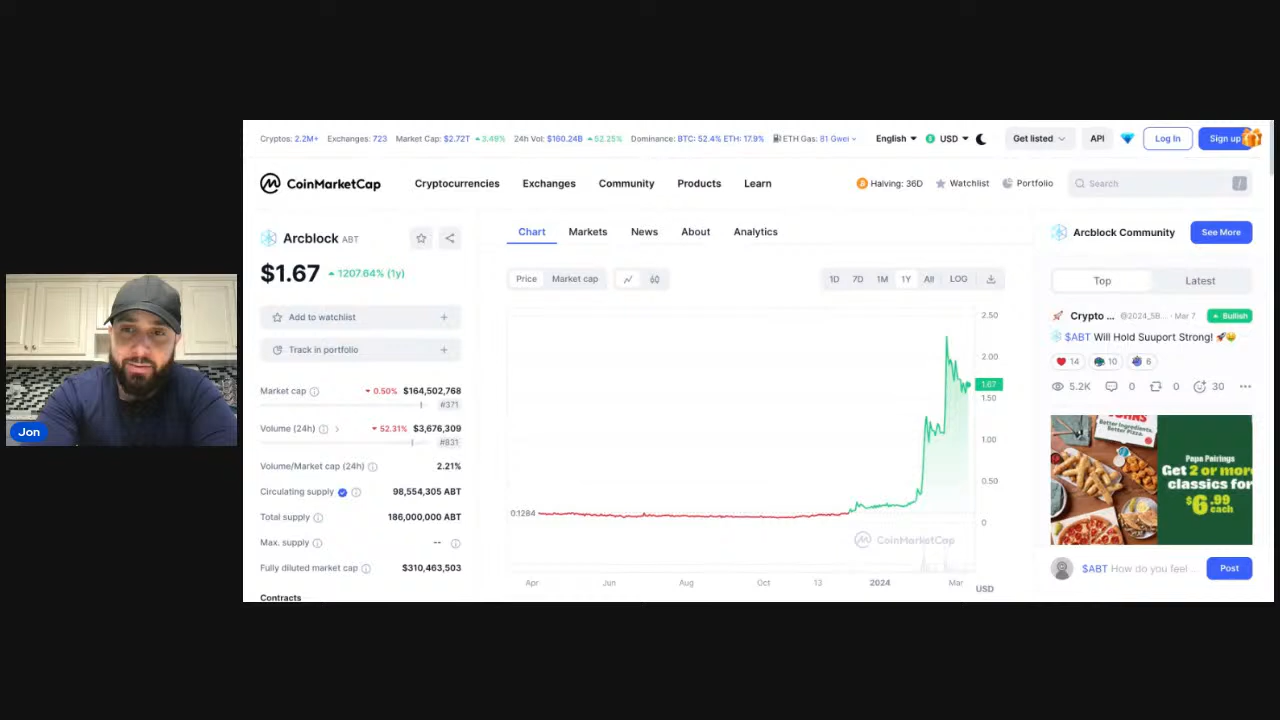 Cryptos: 2.2M+ Exchanges: 723 Market Cap: $2.72T 3.49% 24h Vol: $160.24B 52.25% Dominance: BTC: 52.4% ETH: 17.9% ETH Gas: 81 Gwei English USD Get listed API Log In Sign up
CoinMarketCap Cryptocurrencies Exchanges Community Products Learn Halving: 36D Watchlist Portfolio Search /
Arcblock ABT
$1.67 1207.64% (1y)
Add to watchlist +
Track in portfolio +
Market cap 0.50% $164,502,768
#371
Volume (24h) 52.31% $3,676,309
#831
Volume/Market cap (24h) 2.21%
Circulating supply 98,554,305 ABT
Total supply 186,000,000 ABT
Max. supply --
Fully diluted market cap $310,463,503
Contracts
Chart Markets News About Analytics
Price Market cap 1D 7D 1M 1Y All LOG
2.50
2.00
1.67
1.50
1.00
0.50
0.1284
0
CoinMarketCap
Apr Jun Aug Oct 13 2024 Mar
USD
Arcblock Community See More
Top Latest
Crypto ... @2024_5B... · Mar 7 Bullish
$ABT Will Hold Suuport Strong! 🚀🤑
14 10 6
5.2K 0 0 30 ...
Better Ingredients.
Better Pizza.
Papa Pairings
Get 2 or more
classics for
$6.99
each
$ABT How do you feel ... Post
Jon